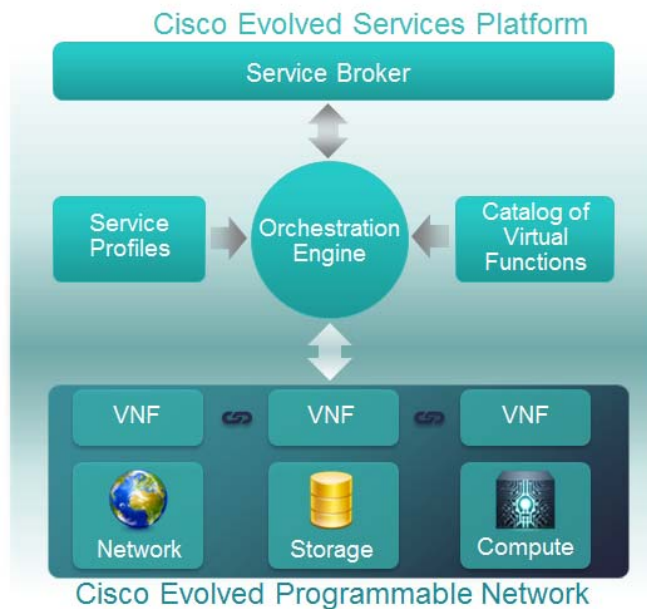 Cisco Evolved Services Platform
Service Broker
Service
Profiles
Orchestration
Engine
Catalog of
Virtual
Functions
VNF
VNF
VNF
Network
Storage
Compute
Cisco Evolved Programmable Network